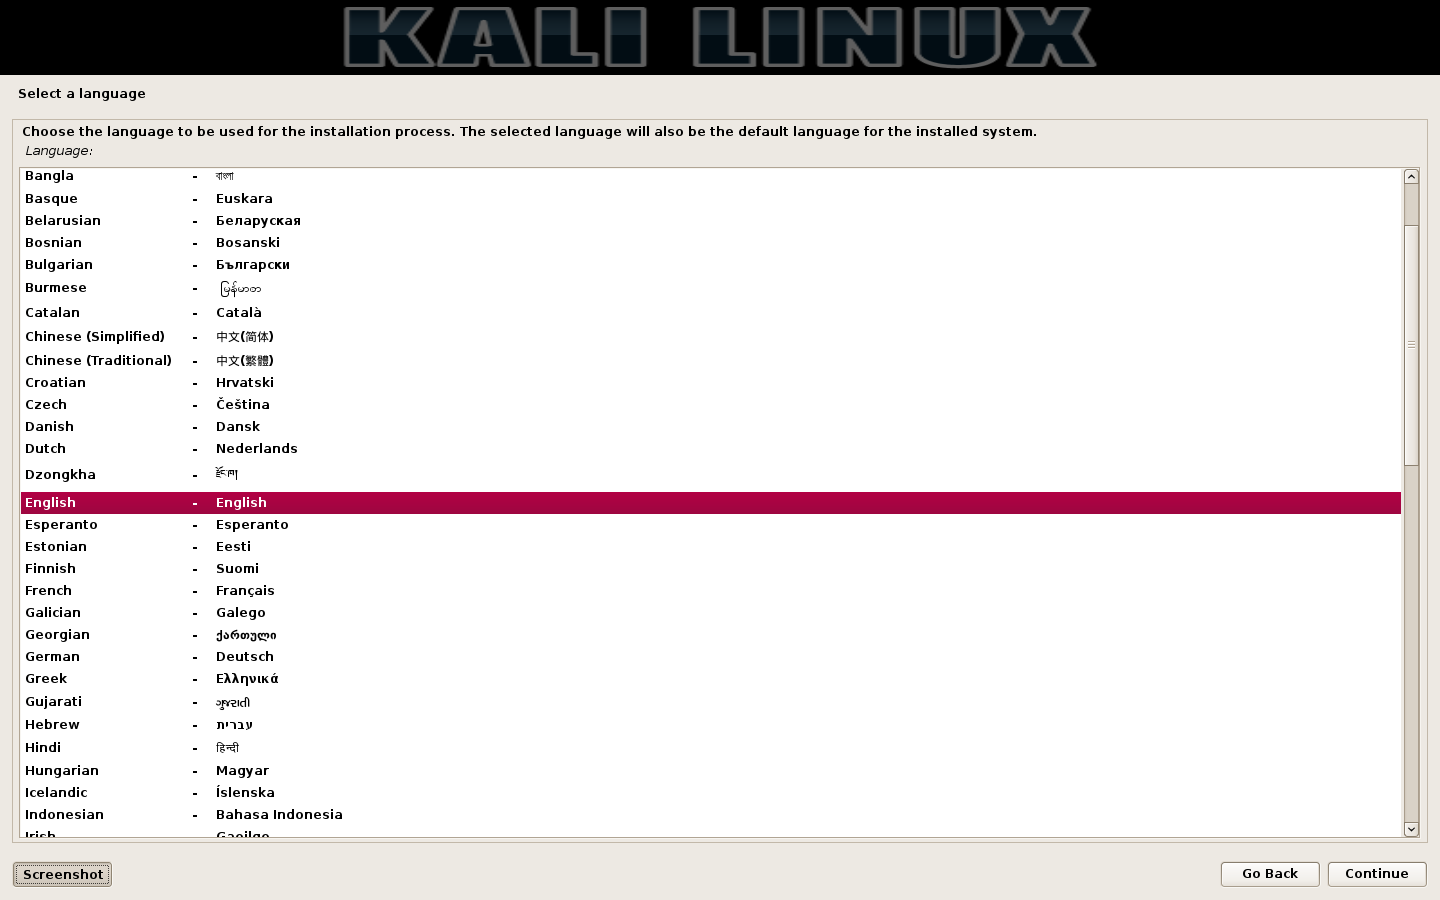 KALI LINUX
Select a language
Choose the language to be used for the installation process. The selected language will also be the default language for the installed system.
Language:
Bangla - বাংলা
Basque - Euskara
Belarusian - Беларуская
Bosnian - Bosanski
Bulgarian - Български
Burmese - မြန်မာစာ
Catalan - Català
Chinese (Simplified) - 中文(简体)
Chinese (Traditional) - 中文(繁體)
Croatian - Hrvatski
Czech - Čeština
Danish - Dansk
Dutch - Nederlands
Dzongkha - རྫོང་ཁ།
English - English
Esperanto - Esperanto
Estonian - Eesti
Finnish - Suomi
French - Français
Galician - Galego
Georgian - ქართული
German - Deutsch
Greek - Ελληνικά
Gujarati - ગુજરાતી
Hebrew - עברית
Hindi - हिन्दी
Hungarian - Magyar
Icelandic - Íslenska
Indonesian - Bahasa Indonesia
Irish Gaeilge
Screenshot Go Back Continue